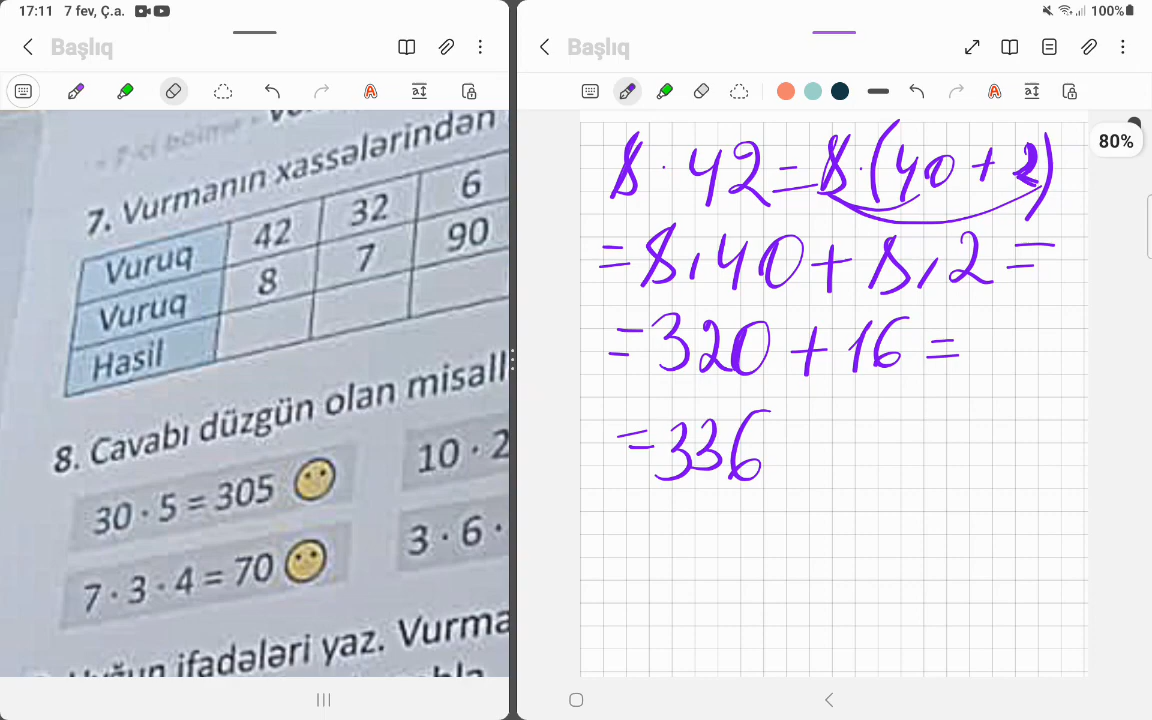 17:11 7 fev, Ç.a.
100%
Başlıq
Başlıq
80%
7. Vurmanın xassələrindən
Vuruq 42 32 6
Vuruq 8 7 90
Hasil
8. Cavabı düzgün olan misall
30 · 5 = 305
10 · 2
7 · 3 · 4 = 70
3 · 6 ·
ifadələri yaz. Vurma
8 · 42 = 8 · (40 + 2)
= 8 · 40 + 8 · 2 =
= 320 + 16 =
= 336